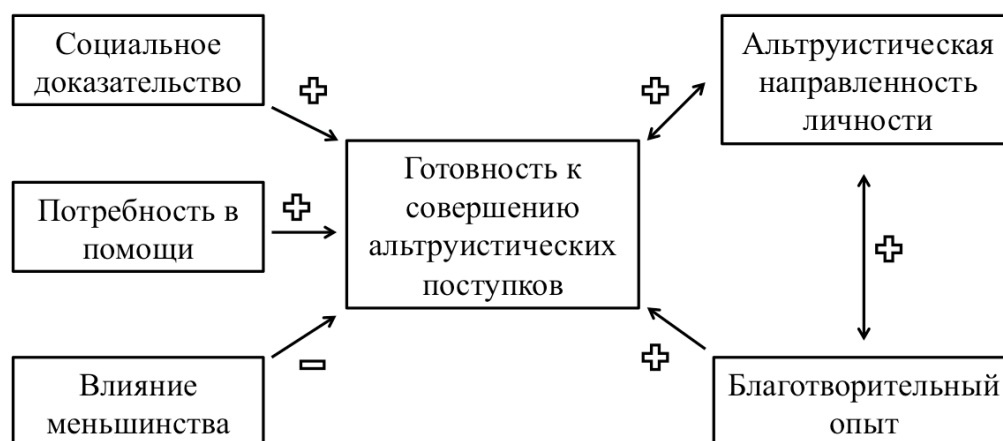 Социальное
доказательство
Альтруистическая
направленность
личности
Готовность к
совершению
альтруистических
поступков
Потребность в
помощи
Влияние
меньшинства
Благотворительный
опыт